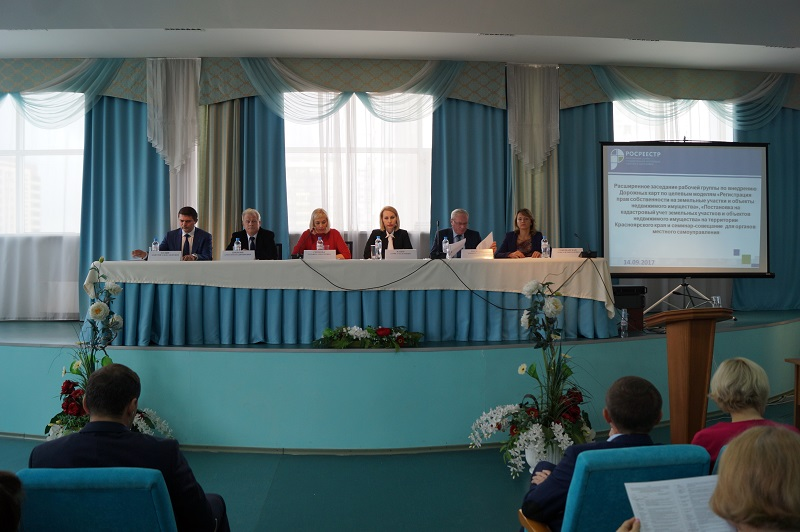 РОСРЕЕСТР
Расширенное заседание рабочей группы по внедрению
Дорожных карт по целевым моделям «Регистрация
прав собственности на земельные участки и объекты
недвижимого имущества», «Постановка на
кадастровый учет земельных участков и объектов
недвижимого имущества» по территории
Красноярского края и семинар-совещание для органов
местного самоуправления
14.09.2017